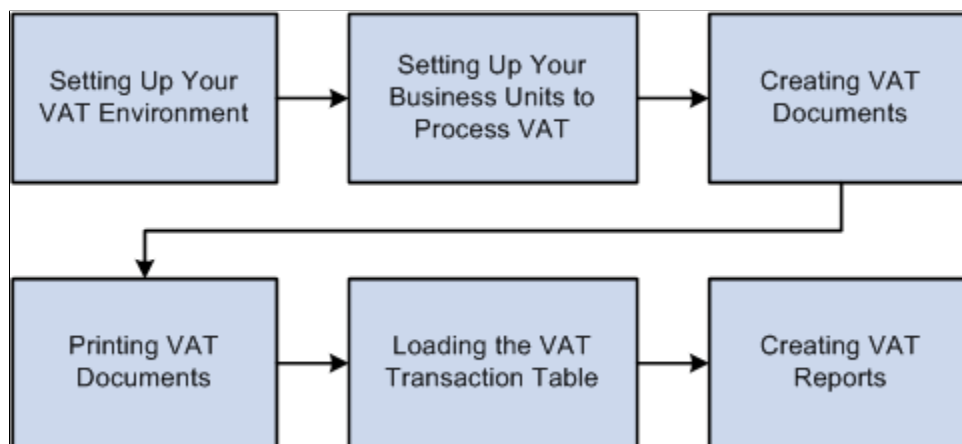 Setting Up Your
VAT Environment
Setting Up Your
Business Units to
Process VAT
Creating VAT
Documents
Printing VAT
Documents
Loading the VAT
Transaction Table
Creating VAT
Reports